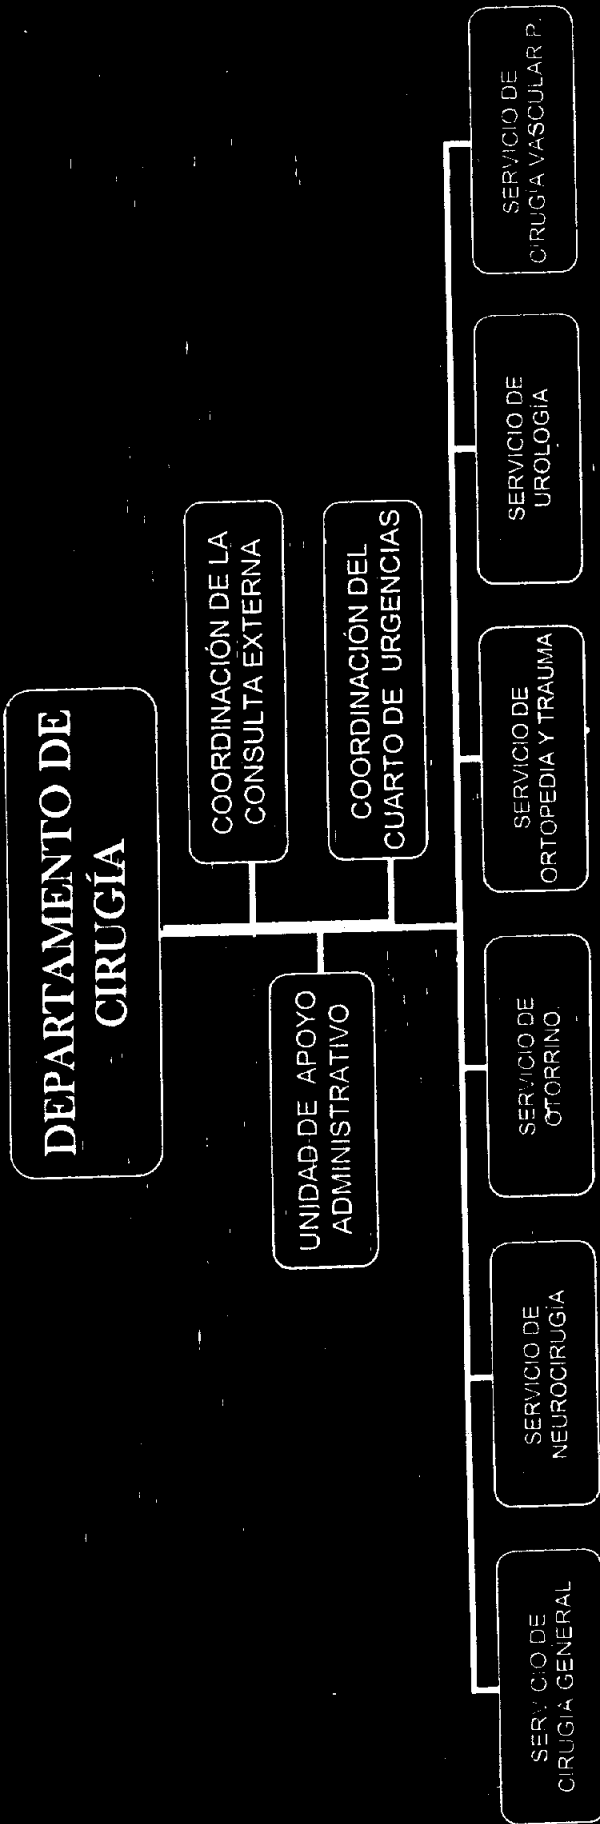 DEPARTAMENTO DE
CIRUGÍA
COORDINACIÓN DE LA
CONSULTA EXTERNA
UNIDAD DE APOYO
ADMINISTRATIVO
COORDINACIÓN DEL
CUARTO DE URGENCIAS
SERVICIO DE
CIRUGIA GENERAL
SERVICIO DE
NEUROCIRUGÍA
SERVICIO DE
OTORRINO.
SERVICIO DE
ORTOPEDIA Y TRAUMA
SERVICIO DE
UROLOGÍA
SERVICIO DE
CIRUGÍA VASCULAR P.